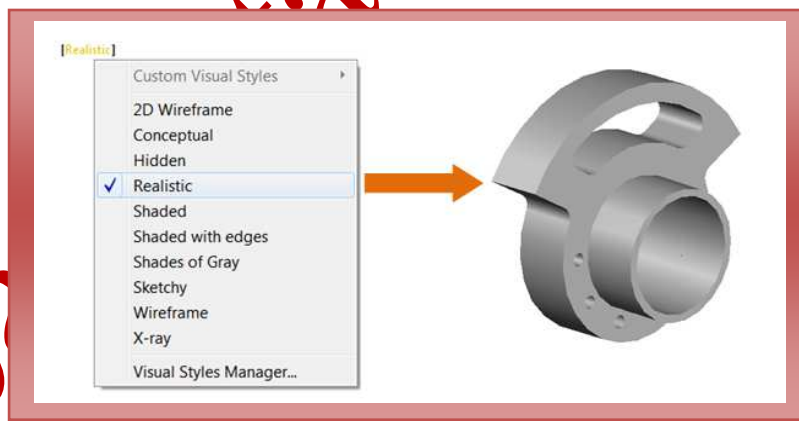 [Realistic]
Custom Visual Styles
2D Wireframe
Conceptual
Hidden
Realistic
Shaded
Shaded with edges
Shades of Gray
Sketchy
Wireframe
X-ray
Visual Styles Manager...